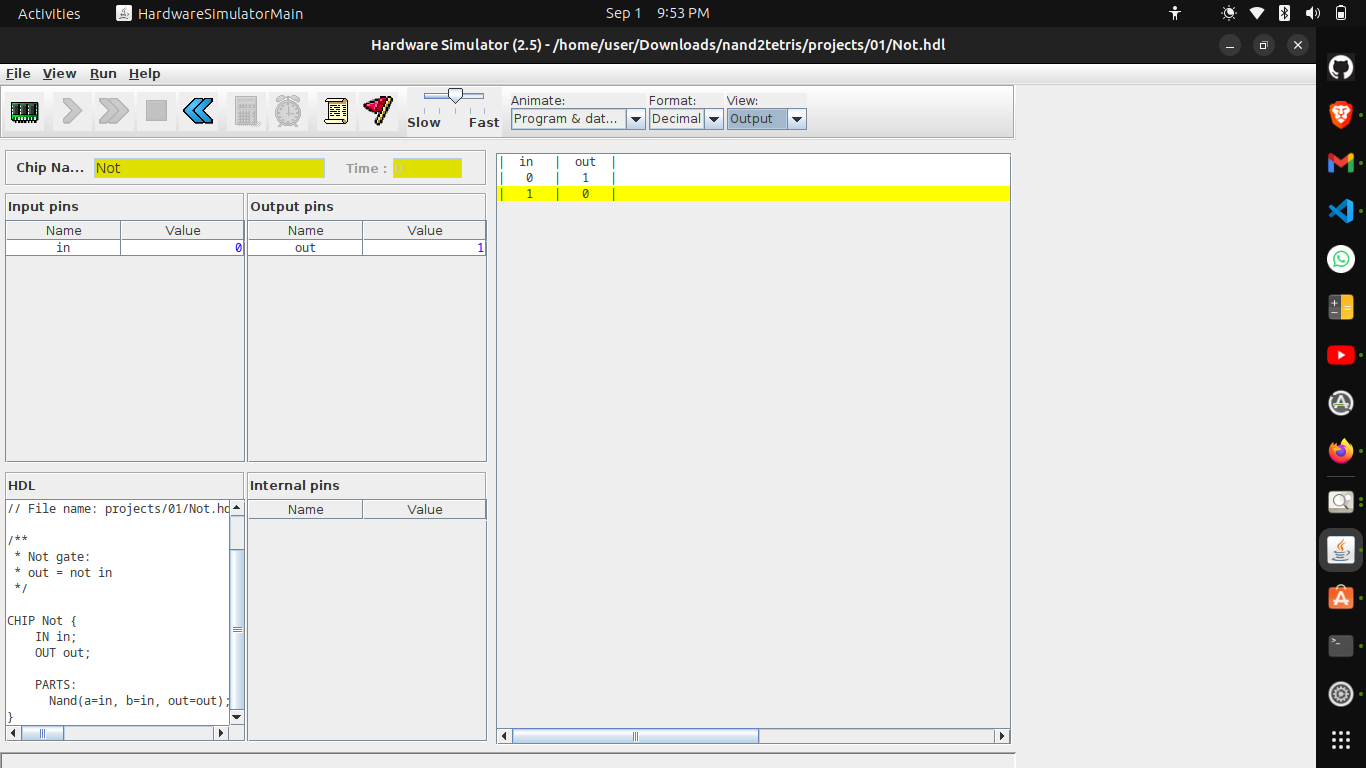 Activities HardwareSimulatorMain Sep 1 9:53 PM
Hardware Simulator (2.5) - /home/user/Downloads/nand2tetris/projects/01/Not.hdl
File View Run Help
Animate: Format: View:
Slow Fast Program & dat... Decimal Output
Chip Na... Not Time : 0
Input pins
Name Value
in 0
Output pins
Name Value
out 1
HDL
// File name: projects/01/Not.hd
/**
* Not gate:
* out = not in
*/
CHIP Not {
IN in;
OUT out;
PARTS:
Nand(a=in, b=in, out=out);
}
Internal pins
Name Value
| in | out |
| 0 | 1 |
| 1 | 0 |